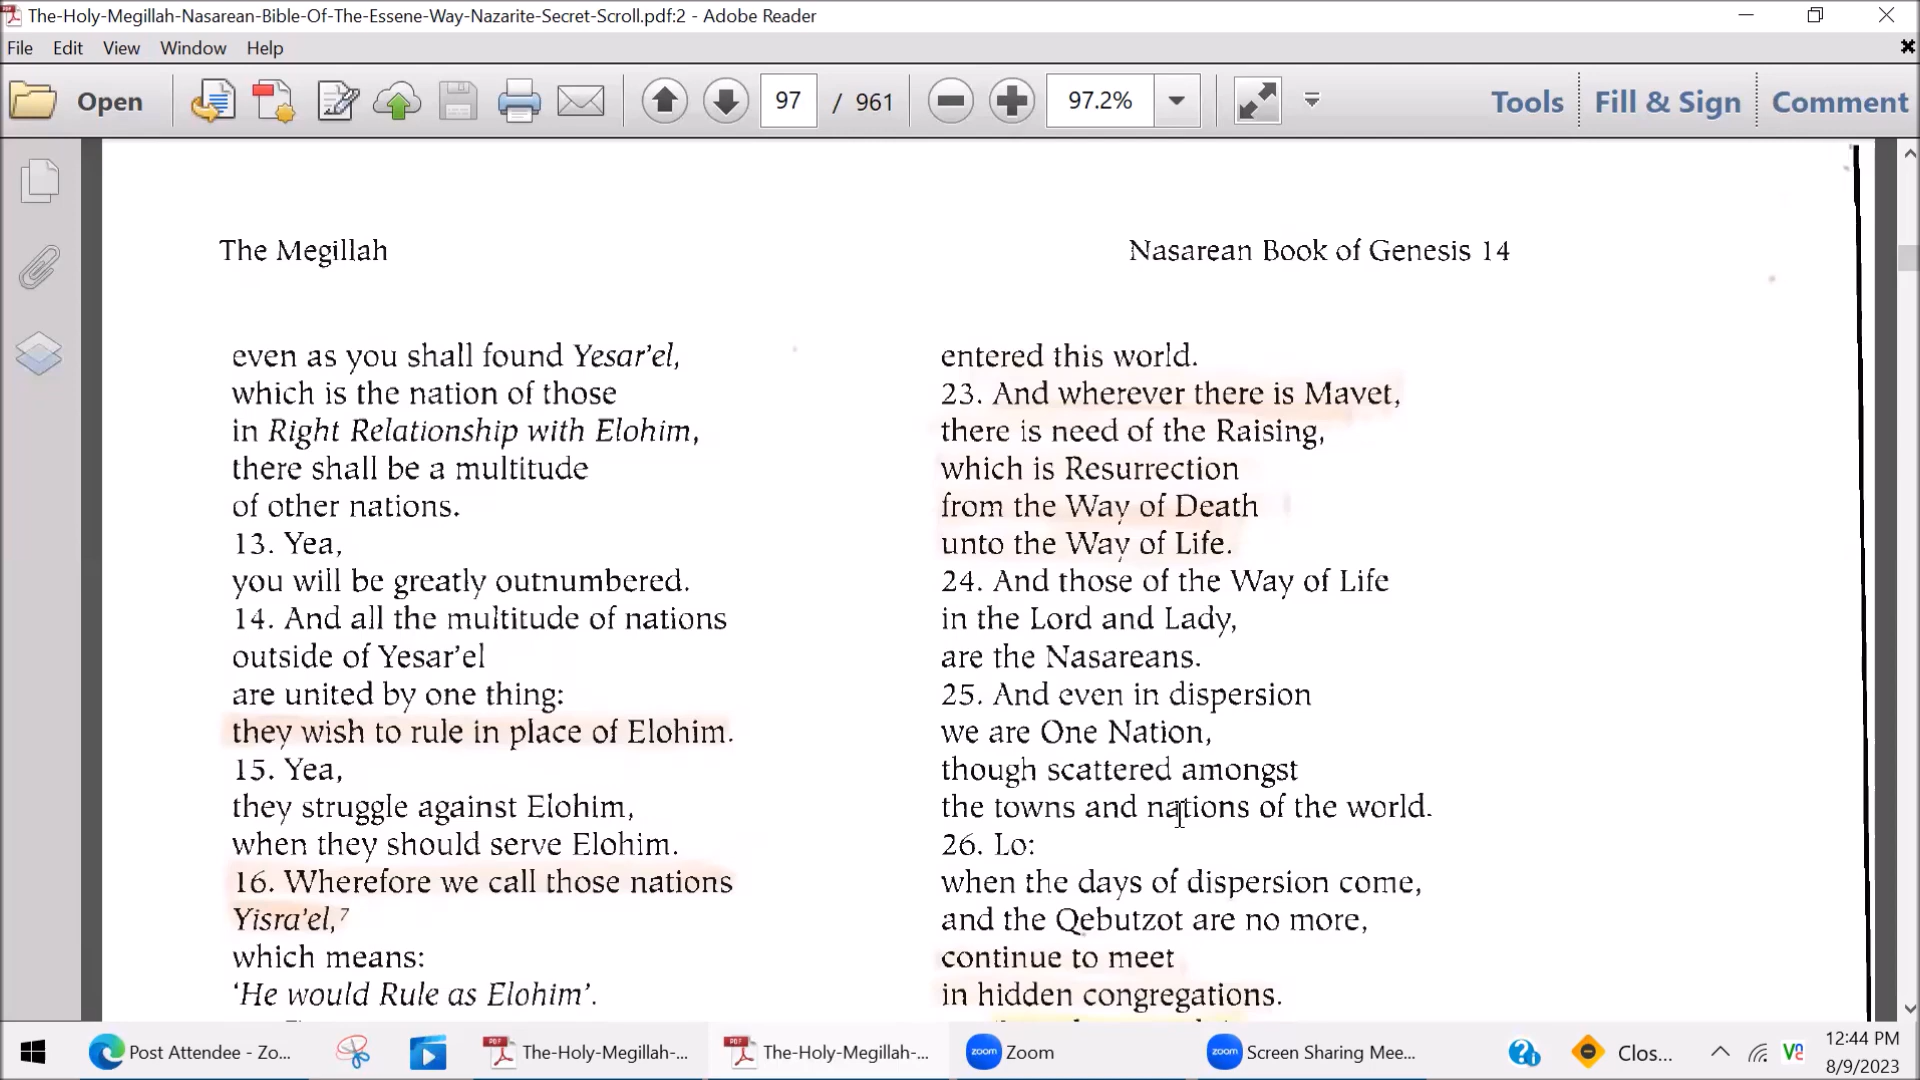 The-Holy-Megillah-Nasarean-Bible-Of-The-Essene-Way-Nazarite-Secret-Scroll.pdf:2 - Adobe Reader
File Edit View Window Help
Open
97 / 961
97.2%
Tools Fill & Sign Comment
The Megillah
Nasarean Book of Genesis 14
even as you shall found Yesar'el,
which is the nation of those
in Right Relationship with Elohim,
there shall be a multitude
of other nations.
13. Yea,
you will be greatly outnumbered.
14. And all the multitude of nations
outside of Yesar'el
are united by one thing:
they wish to rule in place of Elohim.
15. Yea,
they struggle against Elohim,
when they should serve Elohim.
16. Wherefore we call those nations
Yisra'el,⁷
which means:
'He would Rule as Elohim'.
entered this world.
23. And wherever there is Mavet,
there is need of the Raising,
which is Resurrection
from the Way of Death
unto the Way of Life.
24. And those of the Way of Life
in the Lord and Lady,
are the Nasareans.
25. And even in dispersion
we are One Nation,
though scattered amongst
the towns and nations of the world.
26. Lo:
when the days of dispersion come,
and the Qebutzot are no more,
continue to meet
in hidden congregations.
Post Attendee - Zo...
The-Holy-Megillah-...
The-Holy-Megillah-...
zoom Zoom
zoom Screen Sharing Mee...
Clos...
12:44 PM
8/9/2023